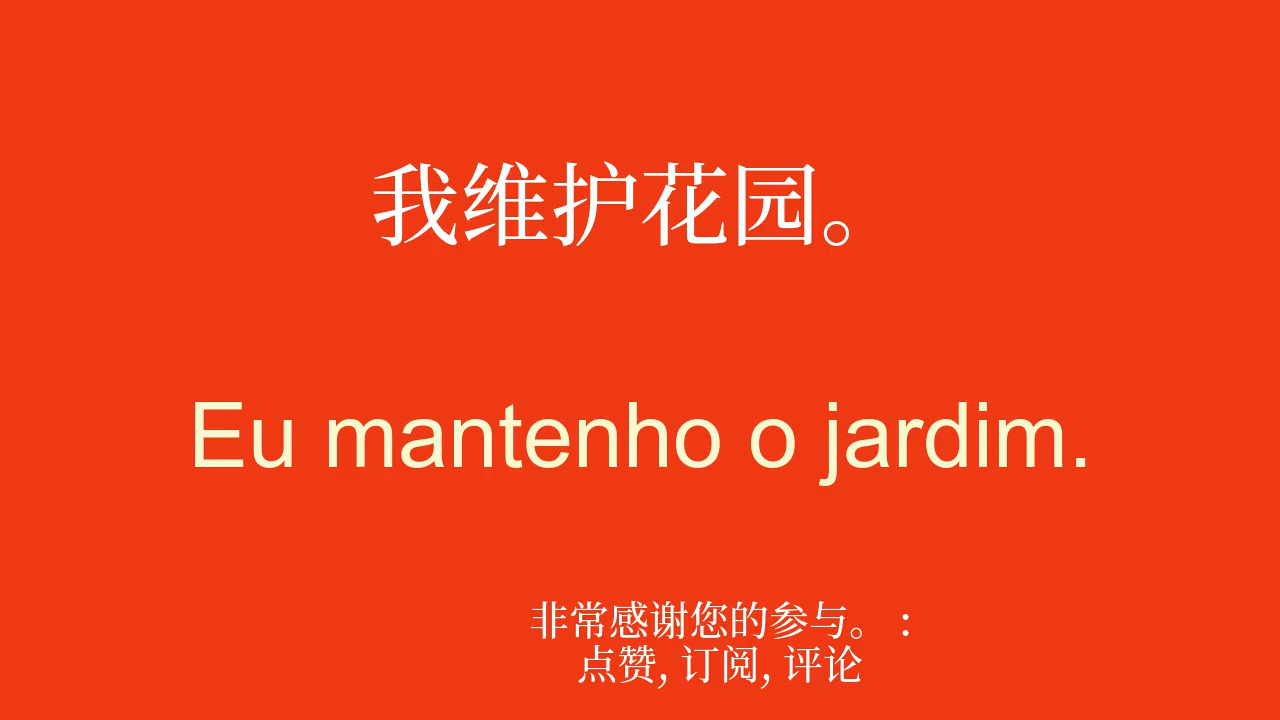 我维护花园。
Eu mantenho o jardim.
非常感谢您的参与。 :
点赞, 订阅, 评论